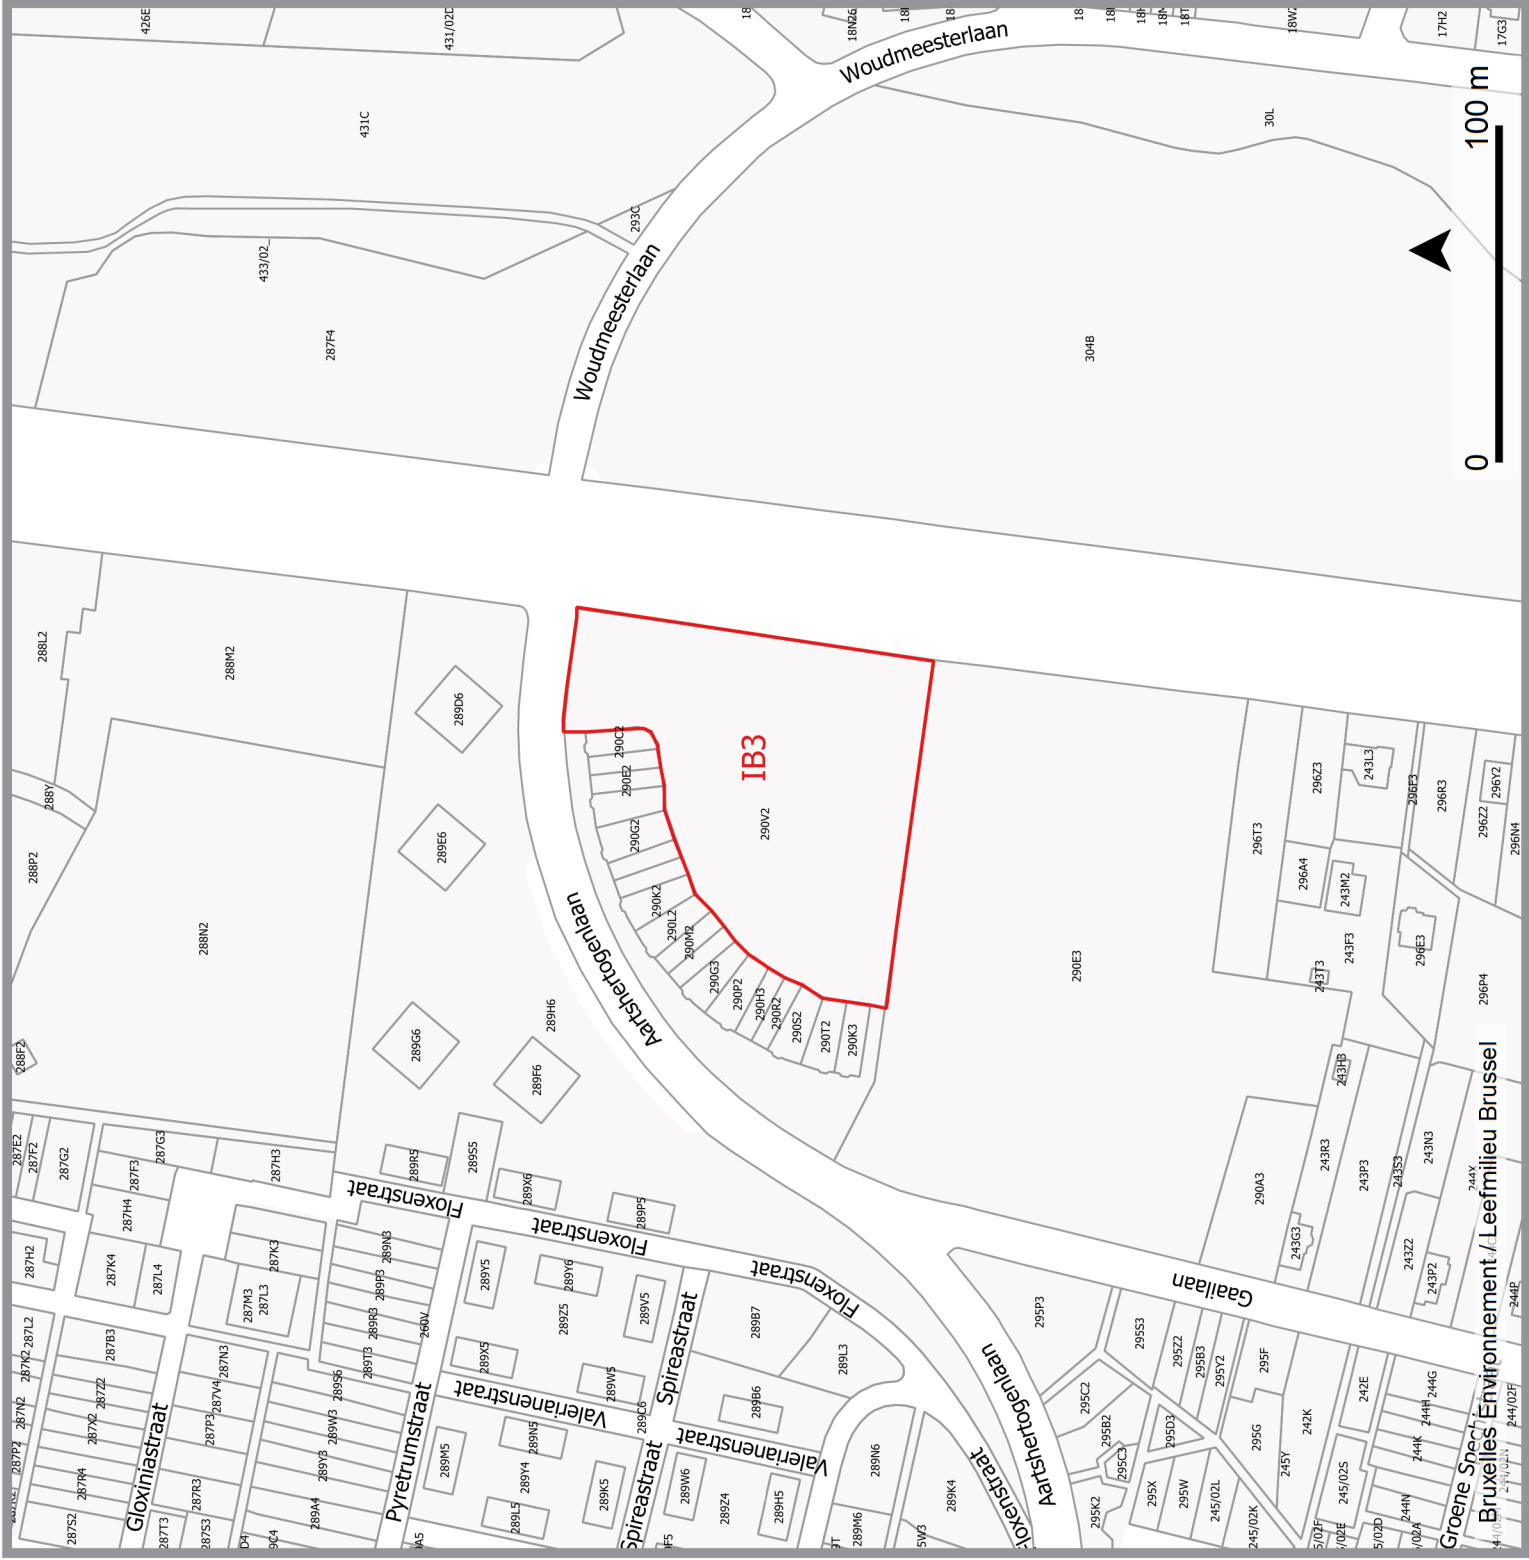 426E
431/02D
18N26
Woudmeesterlaan
18W2
17H2
17G3
431C
30L
100 m
0
293C
433/02_
Woudmeesterlaan
287F4
304B
288L2
288M2
289D6
290C2
290E2
IB3
290V2
290G2
290K2
290L2
290M2
290G3
290P2
290H3
290R2
290S2
290T2
290K3
288Y
288P2
289E6
288N2
Aartshertogenlaan
289H6
289G6
289F6
288F2
290E3
296T3
296Z3
243L3
296F3
296R3
296Y2
296Z2
296N4
296A4
243M2
243F3
243T3
296E3
296P4
243H3
287E2
287F2
287G2
287G3
287F3
287H3
287H4
289R5
289S5
289X6
289P5
Floxenstraat
Floxenstraat
Floxenstraat
290A3
243R3
243P3
243S3
243N3
244X
243G3
243Z2
243P2
244P
287H2
287K4
287L4
287K3
287M3
287L3
289N3
289P3
289R3
289T3
260V
289Y5
289Y6
289Z5
289V5
289X5
289W5
289B7
289L3
Spireastraat
Gaailaan
295P3
295S3
295Z2
295B3
295Y2
295F
287L2
287K2
287N2
287P2
287B3
287Z2
287X2
287R4
287S2
287N3
287V4
287P3
287R3
287T3
287S3
Gloxiniastraat
289S6
289W3
289Y3
289A4
Pyretrumstraat
Valerianenstraat
Valerianenstraat
289C6
289B6
289M5
289N5
289Y4
289L5
289K5
289W6
289Z4
289H5
Spireastraat
289N6
289M6
289K4
Floxenstraat
Aartshertogenlaan
295C2
295B2
295D3
295C3
295K2
295X
295W
245/02L
295G
245Y
245/02K
242K
242E
245/02S
244G
244H
244K
244N
244/02F
Groene Spech
Bruxelles Environnement / Leefmilieu Brussel